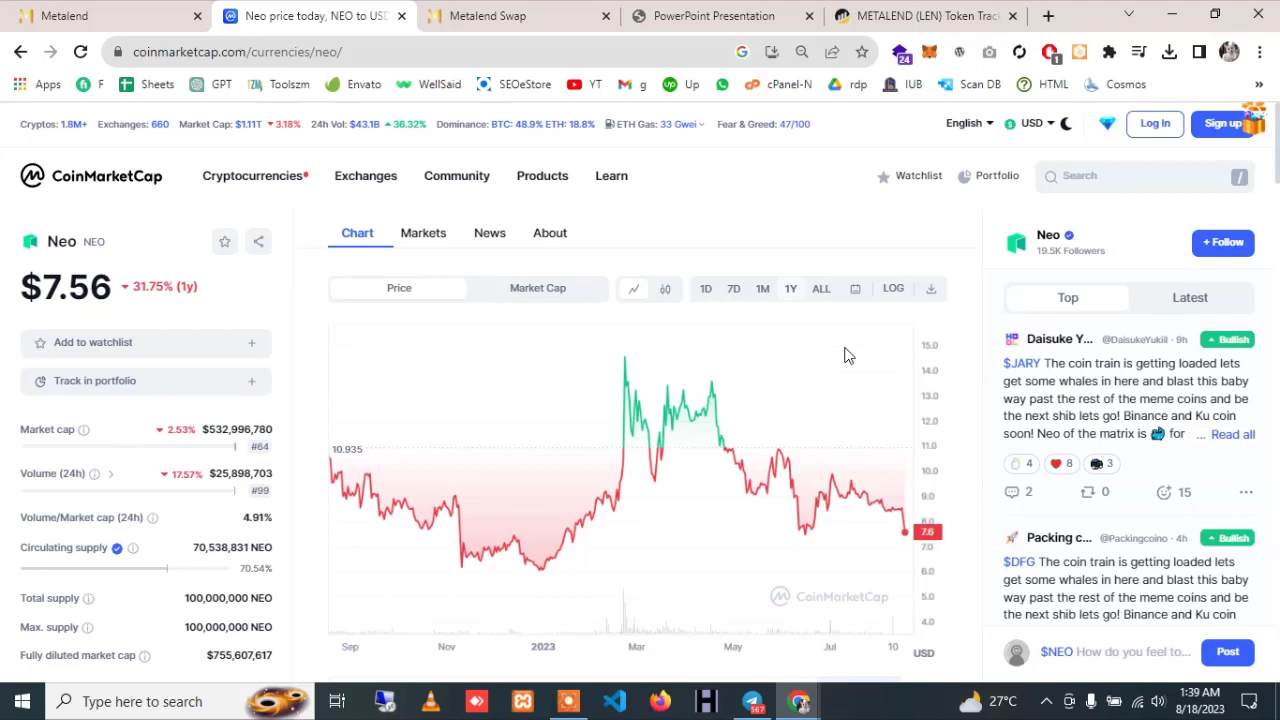 Metalend
Neo price today, NEO to USD
Metalend Swap
PowerPoint Presentation
METALEND (LEN) Token Trac
coinmarketcap.com/currencies/neo/
24
1
Apps
F
Sheets
GPT
Toolszm
Envato
WellSaid
SEOeStore
YT
g
Up
cPanel-N
rdp
IUB
Scan DB
HTML
Cosmos
Cryptos: 1.8M+ Exchanges: 660 Market Cap: $1.11T 3.18% 24h Vol: $43.1B 36.32% Dominance: BTC: 48.9% ETH: 18.8% ETH Gas: 33 Gwei Fear & Greed: 47/100
English USD Log In Sign up
CoinMarketCap
Cryptocurrencies Exchanges Community Products Learn
Watchlist Portfolio Search /
Neo NEO
$7.56 31.75% (1y)
Add to watchlist +
Track in portfolio +
Market cap 2.53% $532,996,780
#64
Volume (24h) 17.57% $25,898,703
#99
Volume/Market cap (24h) 4.91%
Circulating supply 70,538,831 NEO
70.54%
Total supply 100,000,000 NEO
Max. supply 100,000,000 NEO
Fully diluted market cap $755,607,617
Chart Markets News About
Price Market Cap 1D 7D 1M 1Y ALL LOG
15.0
14.0
13.0
12.0
11.0
10.935
10.0
9.0
8.0
7.6
7.0
6.0
5.0
4.0
CoinMarketCap
Sep Nov 2023 Mar May Jul 10 USD
Neo
19.5K Followers
+ Follow
Top Latest
Daisuke Y... @DaisukeYukiII · 9h Bullish
$JARY The coin train is getting loaded lets
get some whales in here and blast this baby
way past the rest of the meme coins and be
the next shib lets go! Binance and Ku coin
soon! Neo of the matrix is for ... Read all
4 8 3
2 0 15
Packing c... @Packingcoino · 4h Bullish
$DFG The coin train is getting loaded lets
get some whales in here and blast this baby
way past the rest of the meme coins and be
the next shib lets go! Binance and Ku coin
$NEO How do you feel to... Post
Type here to search
567
27°C
1:39 AM
8/18/2023